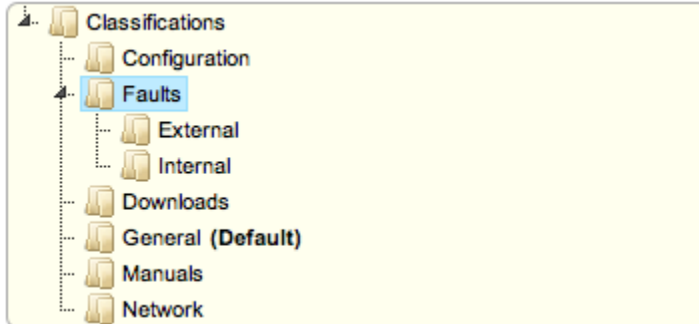 Classifications
Configuration
Faults
External
Internal
Downloads
General (Default)
Manuals
Network